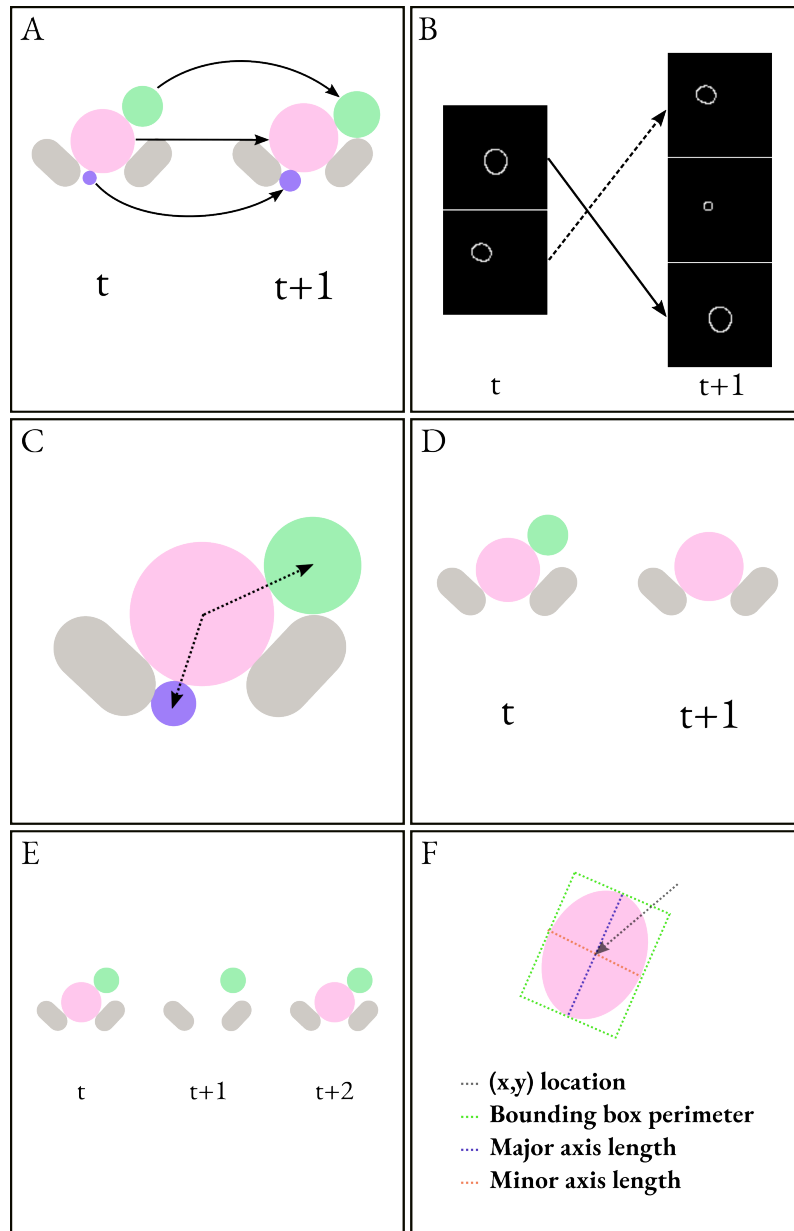 A
t
t+1
B
t
t+1
C
D
t
t+1
E
t
t+1
t+2
F
(x,y) location
Bounding box perimeter
Major axis length
Minor axis length